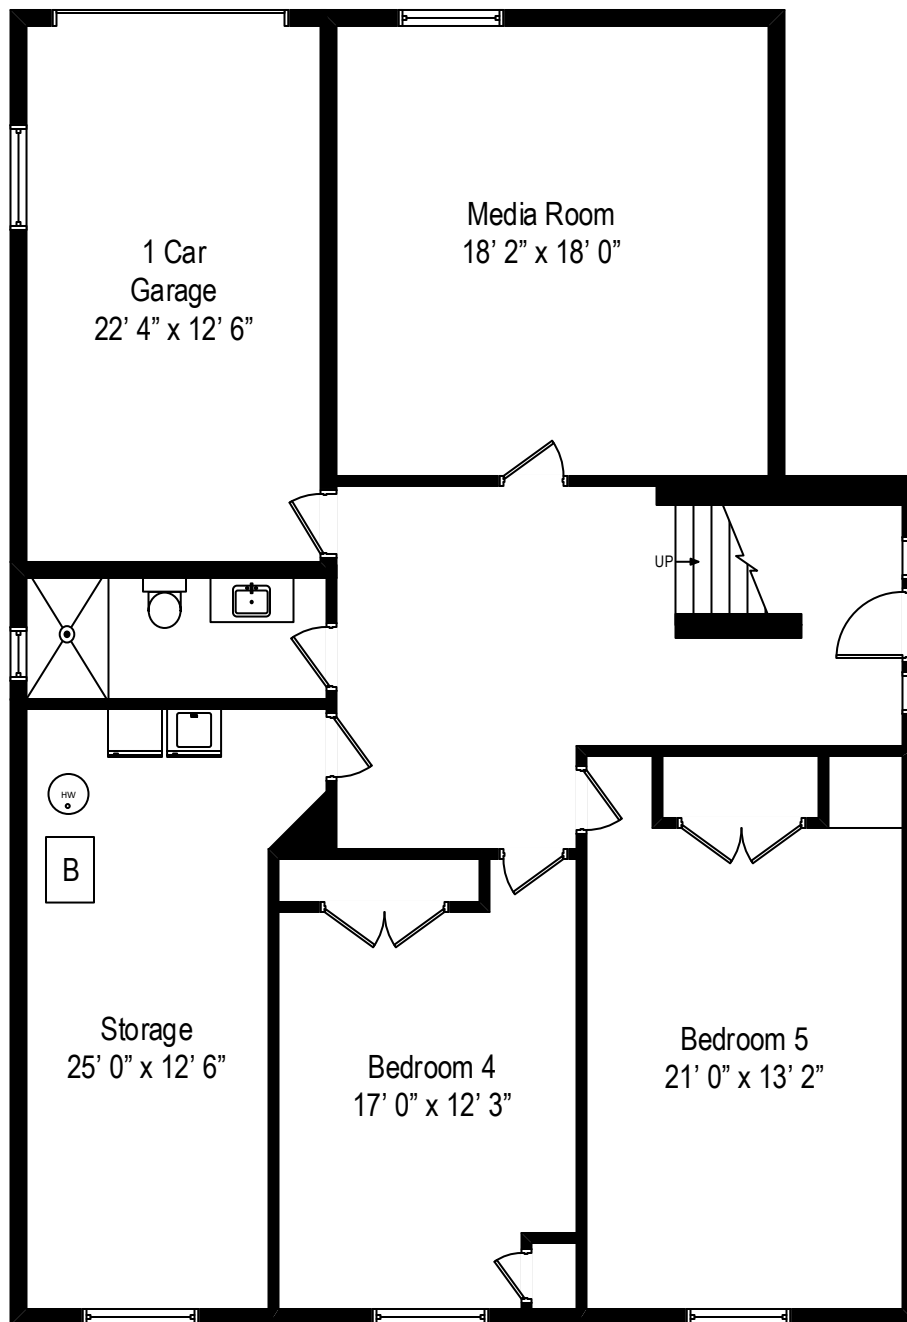 Media Room
18’ 2” x 18’ 0”
1 Car
Garage
22’ 4” x 12’ 6”
UP
HW
B
Storage
25’ 0” x 12’ 6”
Bedroom 4
17’ 0” x 12’ 3”
Bedroom 5
21’ 0” x 13’ 2”